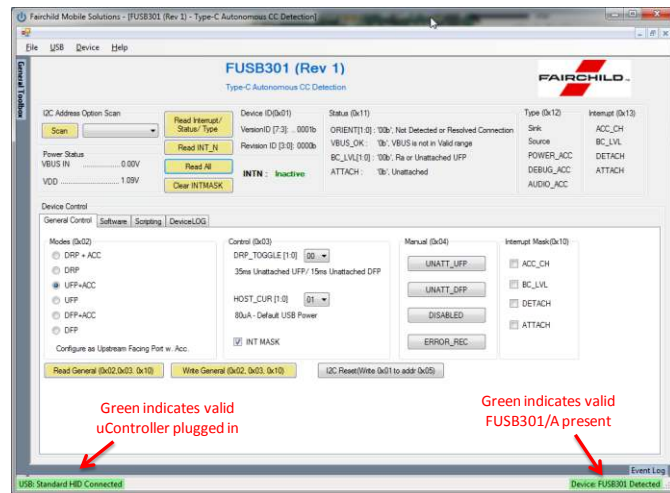 Fairchild Mobile Solutions - [FUSB301 (Rev 1) - Type-C Autonomous CC Detection]
File USB Device Help
General Toolbox
FUSB301 (Rev 1)
Type-C Autonomous CC Detection
FAIRCHILD
I2C Address Option Scan
Scan
Power Status
VBUS IN .............. 0.00V
VDD ..................... 1.09V
Read Interrupt/
Status/ Type
Read INT_N
Read All
Clear INTMASK
Device ID(0x01)
VersionID [7:3]: .. 0001b
Revision ID [3:0]: 0000b
INTN : Inactive
Status (0x11)
ORIENT[1:0] : '00b', Not Detected or Resolved Connection
VBUS_OK : '0b', VBUS is not in Valid range
BC_LVL[1:0] : '00b', Ra or Unattached UFP
ATTACH : '0b', Unattached
Type (0x12)
Sink
Source
POWER_ACC
DEBUG_ACC
AUDIO_ACC
Interrupt (0x13)
ACC_CH
BC_LVL
DETACH
ATTACH
Device Control
General Control Software Scripting DeviceLOG
Modes (0x02)
DRP + ACC
DRP
UFP+ACC
UFP
DFP+ACC
DFP
Configure as Upstream Facing Port w. Acc.
Control (0x03)
DRP_TOGGLE [1:0] 00
35ms Unattached UFP/ 15ms Unattached DFP
HOST_CUR [1:0] 01
80uA - Default USB Power
INT MASK
Manual (0x04)
UNATT_UFP
UNATT_DFP
DISABLED
ERROR_REC
Interrupt Mask(0x10)
ACC_CH
BC_LVL
DETACH
ATTACH
Read General (0x02,0x03. 0x10) Write General (0x02, 0x03, 0x10) I2C Reset(Write 0x01 to addr 0x05)
Green indicates valid
uController plugged in
Green indicates valid
FUSB301/A present
Event Log
USB: Standard HID Connected
Device: FUSB301 Detected